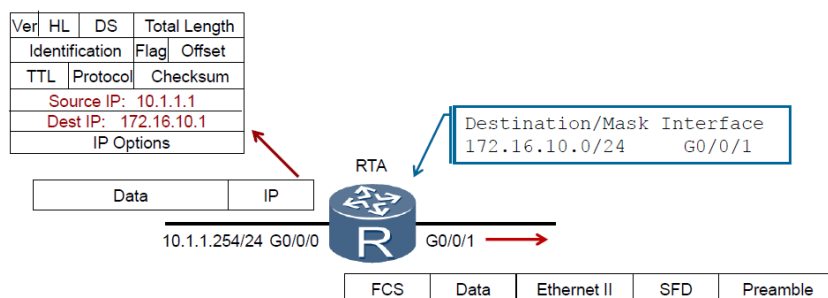 Ver HL DS Total Length
Identification Flag Offset
TTL Protocol Checksum
Source IP: 10.1.1.1
Dest IP: 172.16.10.1
IP Options
Destination/Mask Interface
172.16.10.0/24 G0/0/1
RTA
Data IP
R
10.1.1.254/24 G0/0/0 G0/0/1
FCS Data Ethernet II SFD Preamble